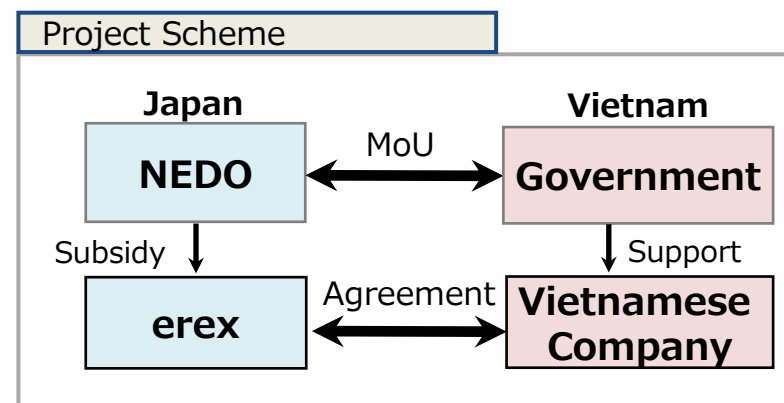 Project Scheme
Japan
Vietnam
NEDO
MoU
Government
Subsidy
Support
erex
Agreement
Vietnamese
Company